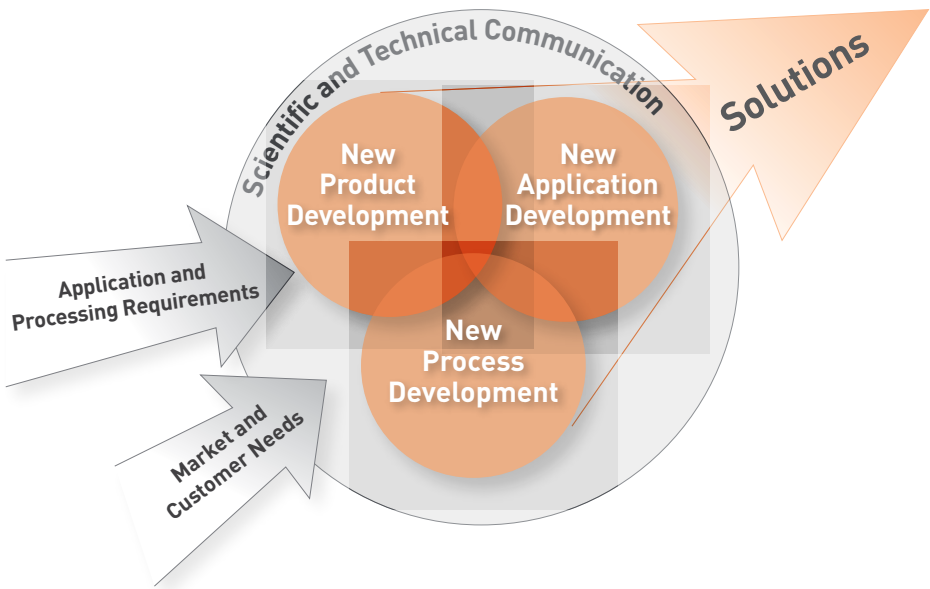 Scientific and Technical Communication
Solutions
New
Product
Development
New
Application
Development
Application and
Processing Requirements
New
Process
Development
Market and
Customer Needs